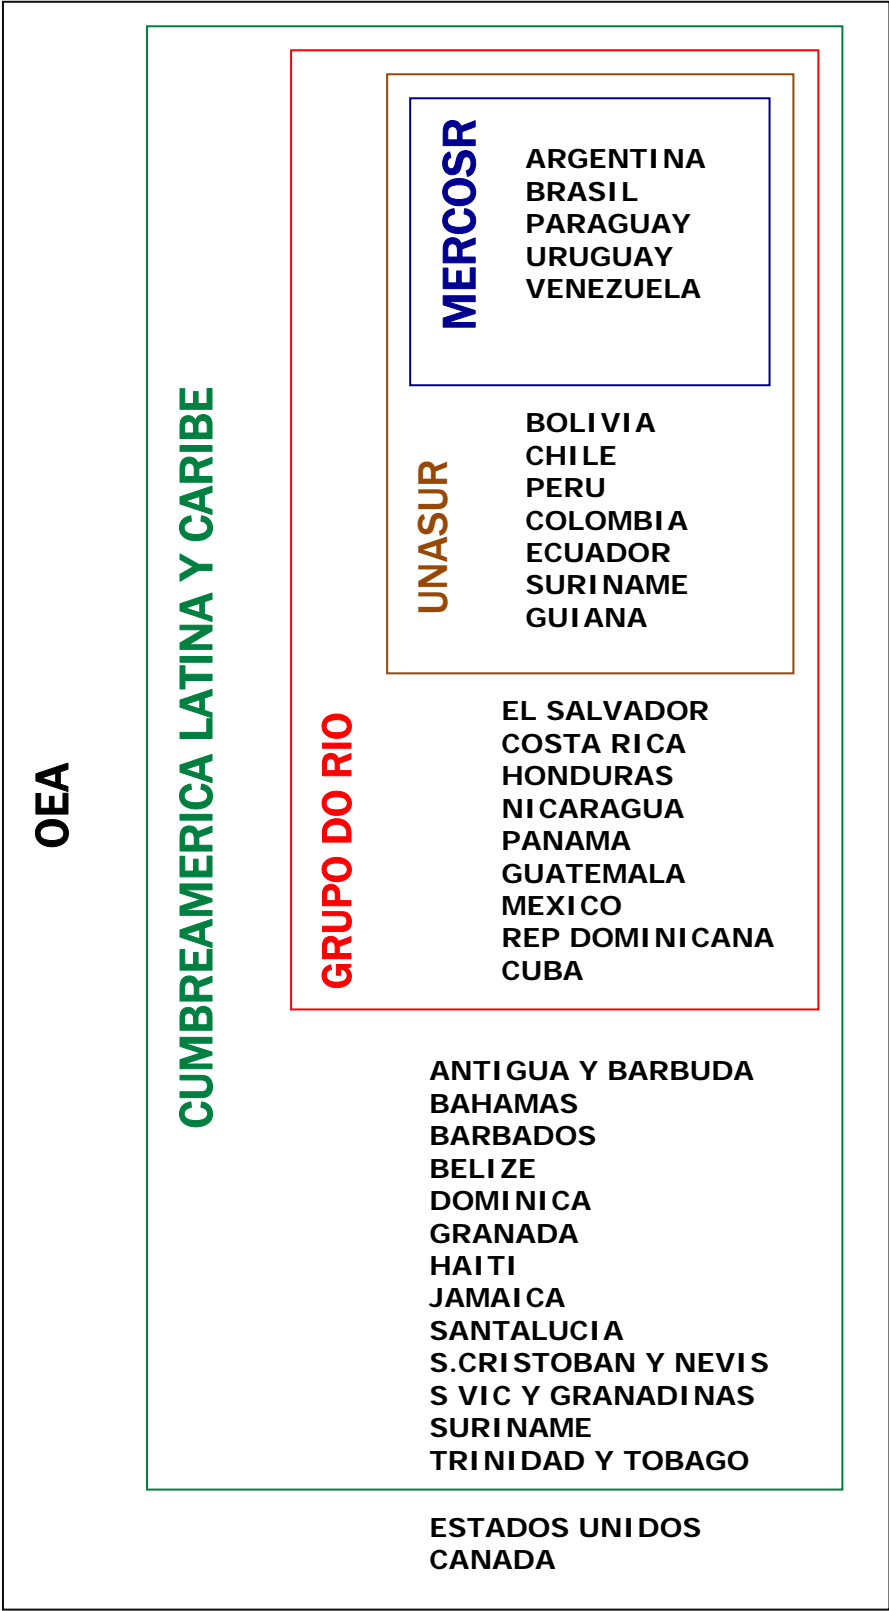 OEA
CUMBREAMERICA LATINA Y CARIBE
GRUPO DO RIO
UNASUR
MERCOSR
ARGENTINA
BRASIL
PARAGUAY
URUGUAY
VENEZUELA
BOLIVIA
CHILE
PERU
COLOMBIA
ECUADOR
SURINAME
GUIANA
EL SALVADOR
COSTA RICA
HONDURAS
NICARAGUA
PANAMA
GUATEMALA
MEXICO
REP DOMINICANA
CUBA
ANTIGUA Y BARBUDA
BAHAMAS
BARBADOS
BELIZE
DOMINICA
GRANADA
HAITI
JAMAICA
SANTALUCIA
S.CRISTOBAN Y NEVIS
S VIC Y GRANADINAS
SURINAME
TRINIDAD Y TOBAGO
ESTADOS UNIDOS
CANADA